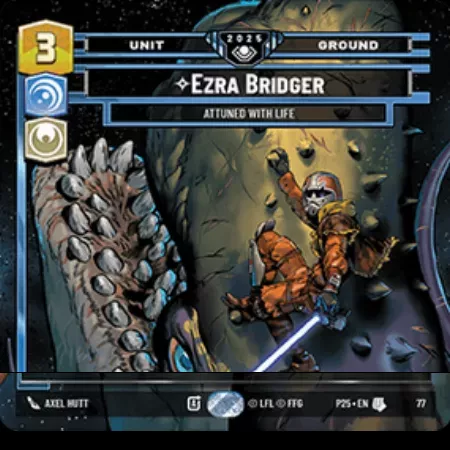 3
UNIT
2025
GROUND
EZRA BRIDGER
ATTUNED WITH LIFE
AXEL HUTT
© LFL © FFG
P25•EN
77